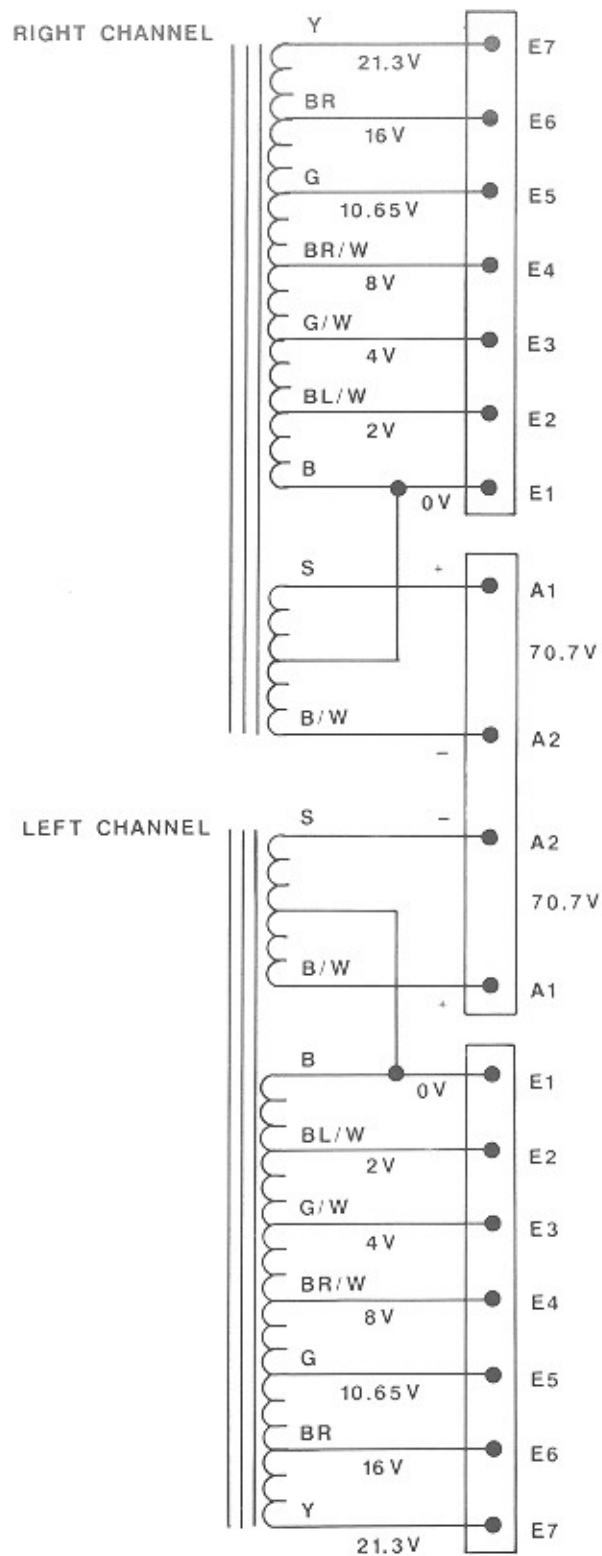 RIGHT CHANNEL
Y
21.3V
E7
BR
16V
E6
G
10.65V
E5
BR/W
8V
E4
G/W
4V
E3
BL/W
2V
E2
B
0V
E1
S
+
A1
70.7V
B/W
−
A2
LEFT CHANNEL
S
−
A2
70.7V
B/W
+
A1
B
0V
E1
BL/W
2V
E2
G/W
4V
E3
BR/W
8V
E4
G
10.65V
E5
BR
16V
E6
Y
21.3V
E7